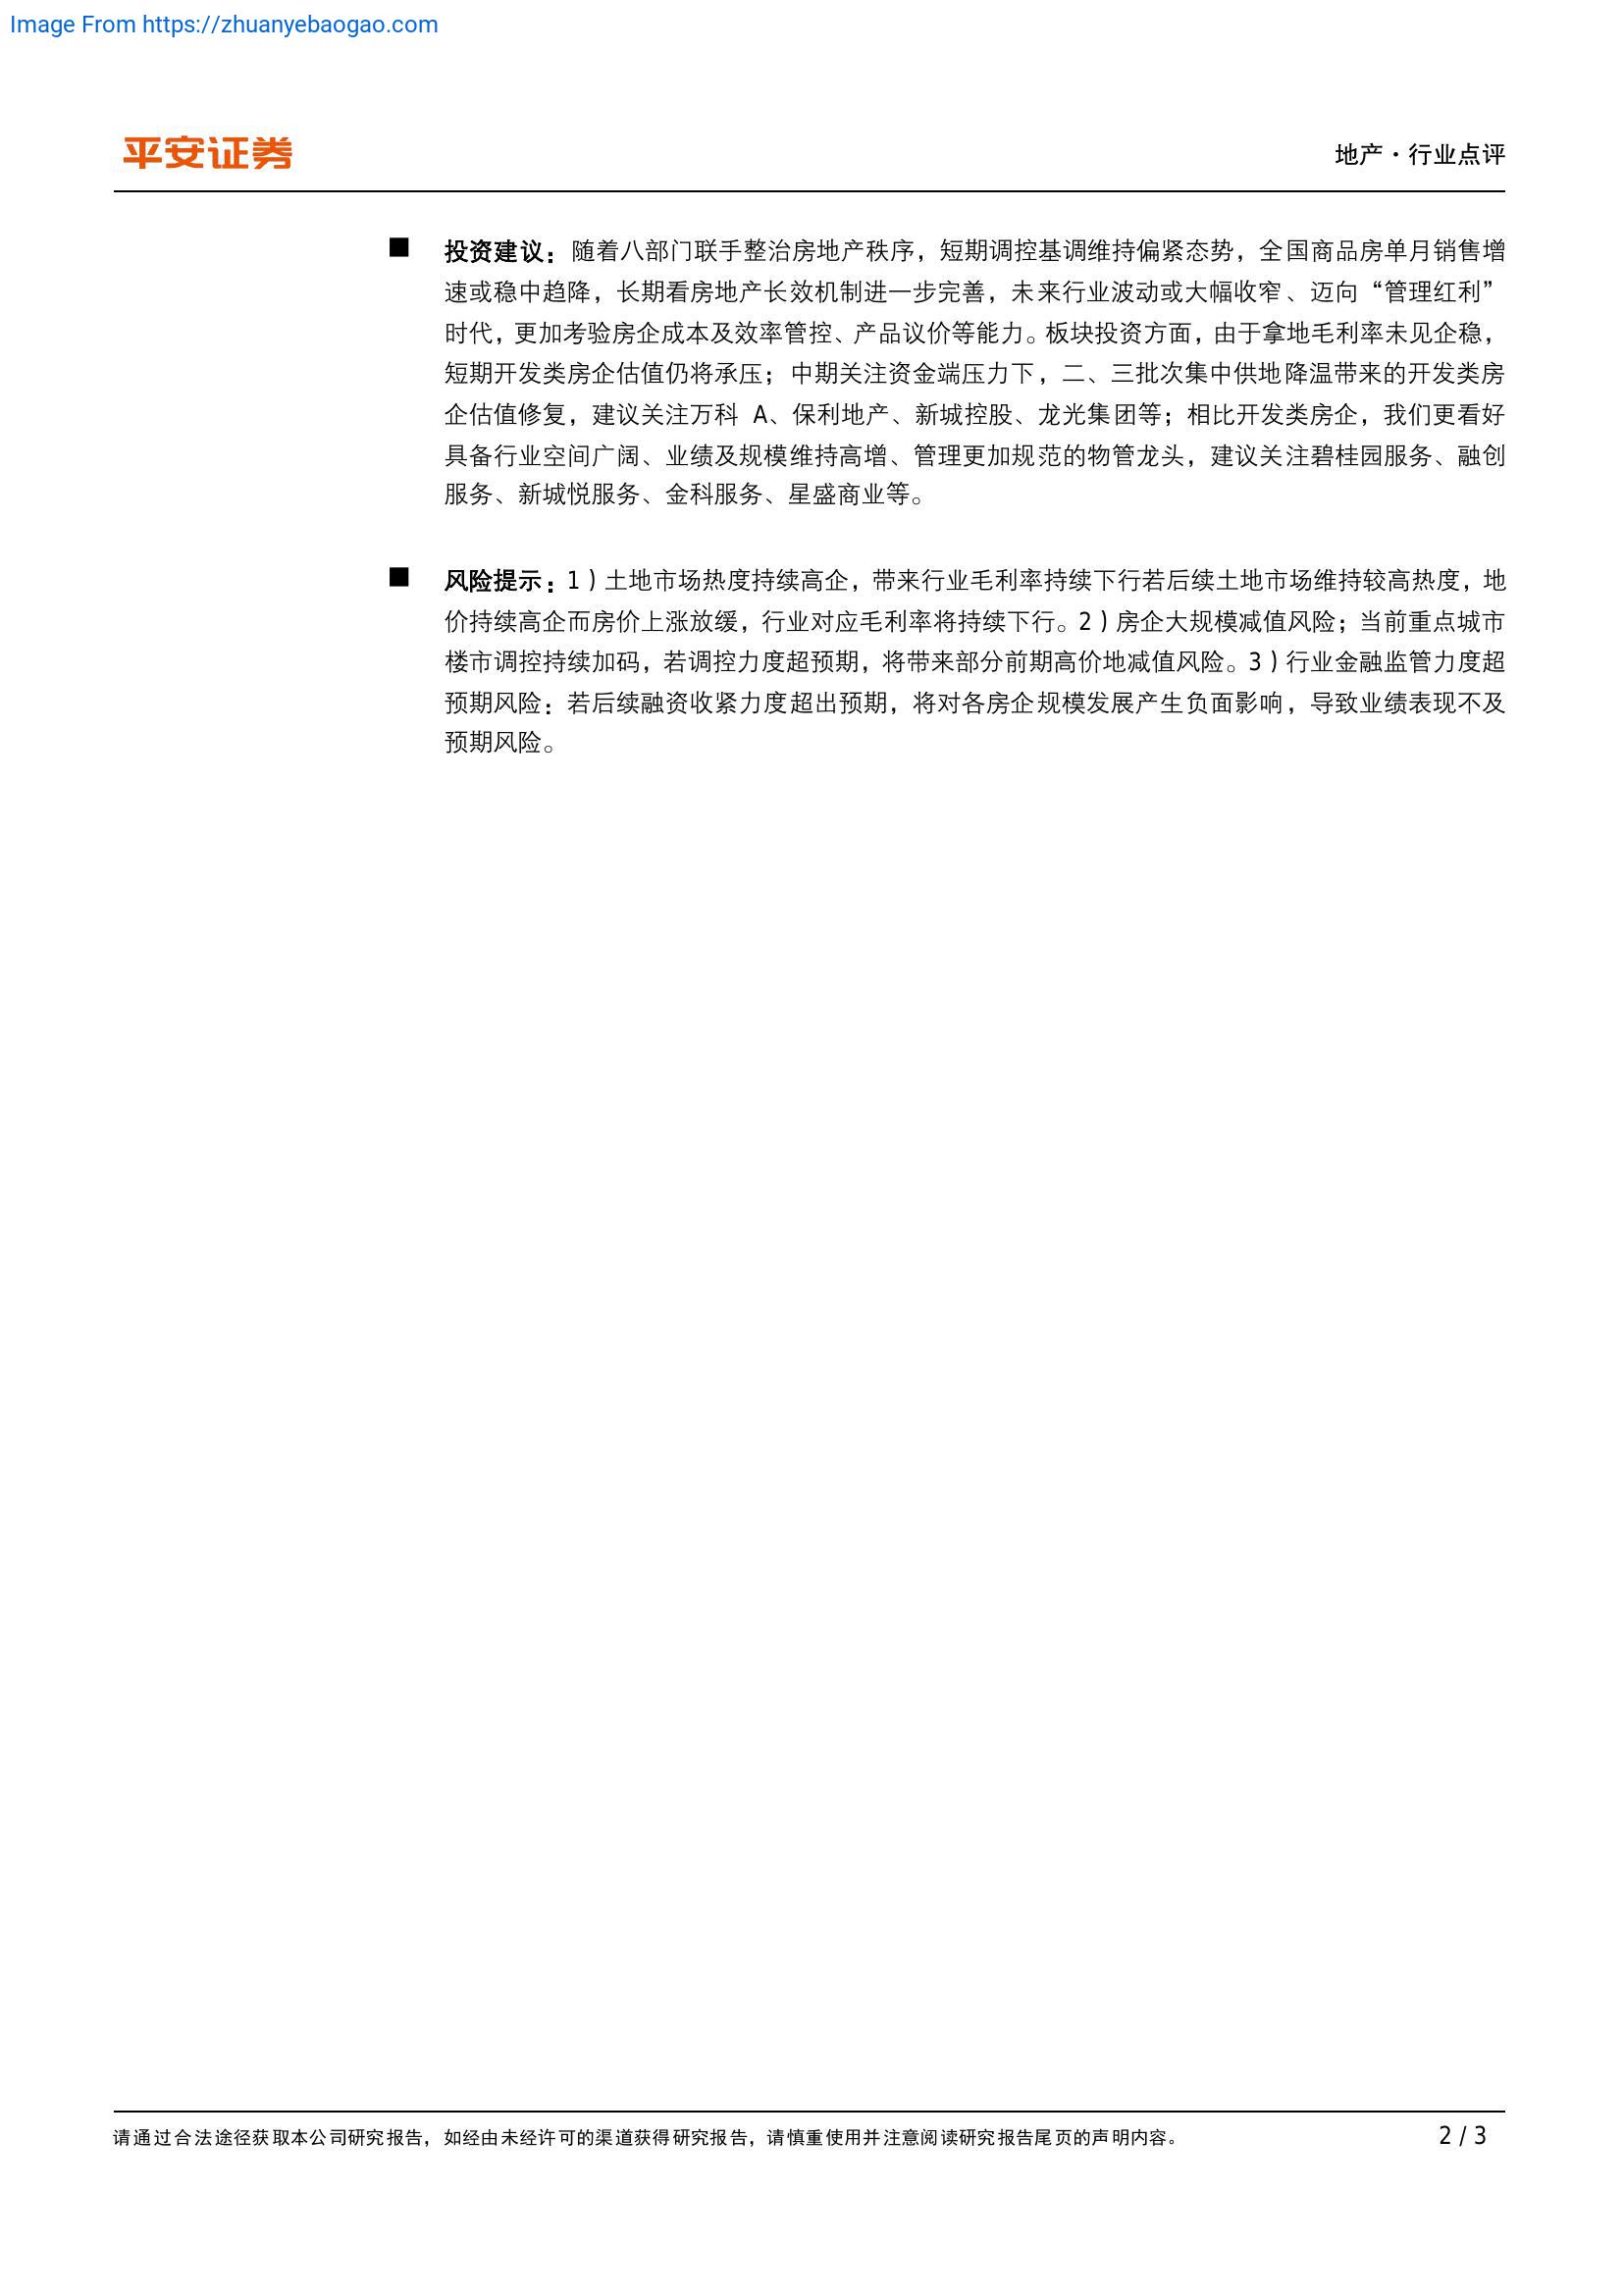 Image From https://zhuanyebaogao.com
平安证券
地产·行业点评
■ 投资建议：随着八部门联手整治房地产秩序，短期调控基调维持偏紧态势，全国商品房单月销售增
速或稳中趋降，长期看房地产长效机制进一步完善，未来行业波动或大幅收窄、迈向“管理红利”
时代，更加考验房企成本及效率管控、产品议价等能力。板块投资方面，由于拿地毛利率未见企稳，
短期开发类房企估值仍将承压；中期关注资金端压力下，二、三批次集中供地降温带来的开发类房
企估值修复，建议关注万科 A、保利地产、新城控股、龙光集团等；相比开发类房企，我们更看好
具备行业空间广阔、业绩及规模维持高增、管理更加规范的物管龙头，建议关注碧桂园服务、融创
服务、新城悦服务、金科服务、星盛商业等。
■ 风险提示：1）土地市场热度持续高企，带来行业毛利率持续下行若后续土地市场维持较高热度，地
价持续高企而房价上涨放缓，行业对应毛利率将持续下行。2）房企大规模减值风险；当前重点城市
楼市调控持续加码，若调控力度超预期，将带来部分前期高价地减值风险。3）行业金融监管力度超
预期风险：若后续融资收紧力度超出预期，将对各房企规模发展产生负面影响，导致业绩表现不及
预期风险。
请通过合法途径获取本公司研究报告，如经由未经许可的渠道获得研究报告，请慎重使用并注意阅读研究报告尾页的声明内容。
2 / 3